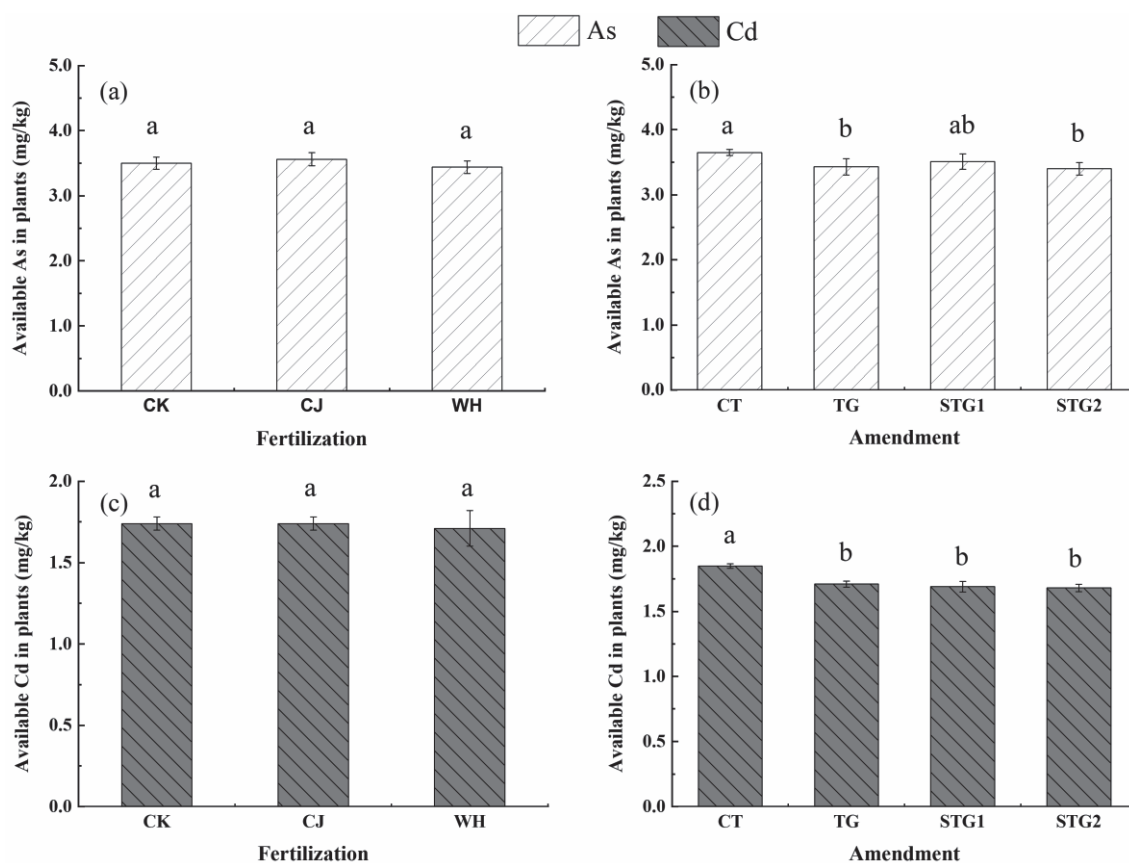 As Cd
(a)
Available As in plants (mg/kg)
5.0
4.0
3.0
2.0
1.0
0.0
a a a
CK CJ WH
Fertilization
(b)
Available As in plants (mg/kg)
5.0
4.0
3.0
2.0
1.0
0.0
a b ab b
CT TG STG1 STG2
Amendment
(c)
Available Cd in plants (mg/kg)
2.0
1.5
1.0
0.5
0.0
a a a
CK CJ WH
Fertilization
(d)
Available Cd in plants (mg/kg)
2.5
2.0
1.5
1.0
0.5
0.0
a b b b
CT TG STG1 STG2
Amendment